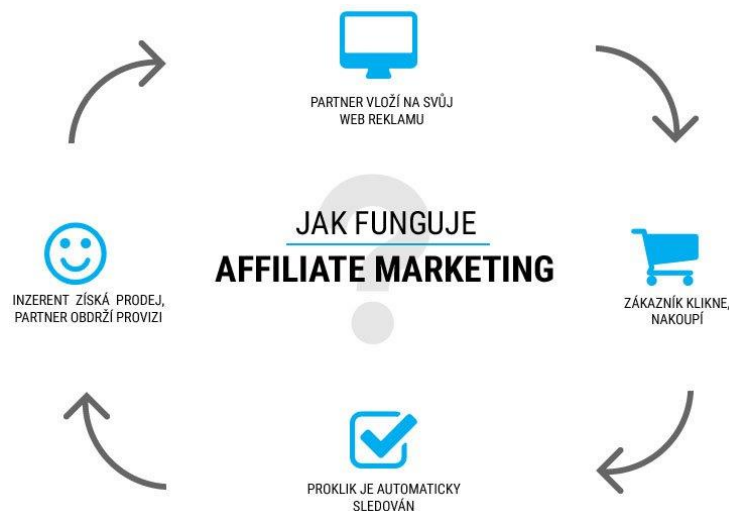 PARTNER VLOŽÍ NA SVŮJ
WEB REKLAMU
JAK FUNGUJE
AFFILIATE MARKETING
?
INZERENT ZÍSKÁ PRODEJ,
PARTNER OBDRŽÍ PROVIZI
ZÁKAZNÍK KLIKNE,
NAKOUPÍ
PROKLIK JE AUTOMATICKY
SLEDOVÁN